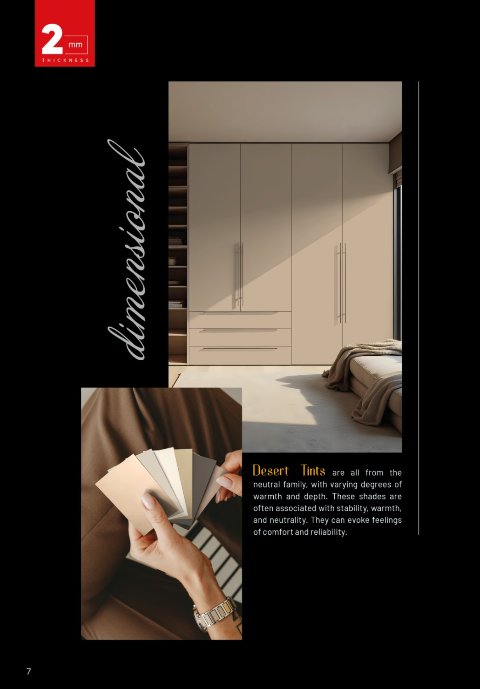 2 mm
THICKNESS
dimensional
Desert Tints are all from the
neutral family, with varying degrees of
warmth and depth. These shades are
often associated with stability, warmth,
and neutrality. They can evoke feelings
of comfort and reliability.
7